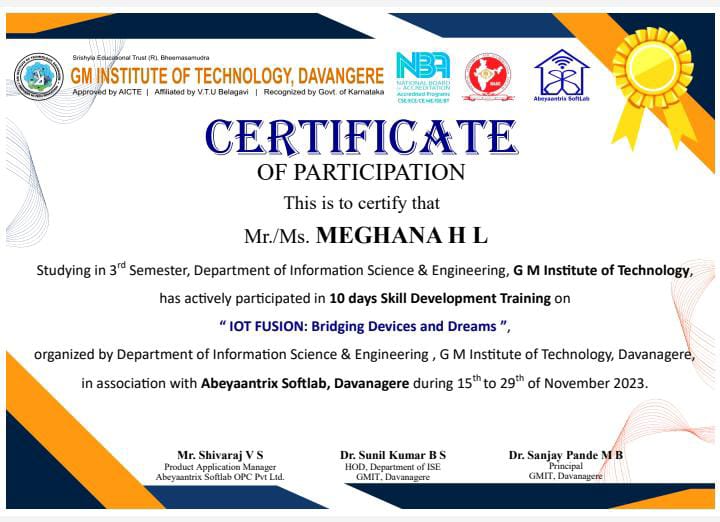 Srishyla Educational Trust (R), Bheemasamudra
GM INSTITUTE OF TECHNOLOGY, DAVANGERE
Approved by AICTE | Affiliated by V.T.U Belagavi | Recognized by Govt. of Karnataka
NBA
NATIONAL BOARD
of ACCREDITATION
Accredited Programs
CSE/ECE/CE/ME/ISE/BT
Abeyaantrix SoftLab
CERTIFICATE
OF PARTICIPATION
This is to certify that
Mr./Ms. MEGHANA H L
Studying in 3rd Semester, Department of Information Science & Engineering, G M Institute of Technology,
has actively participated in 10 days Skill Development Training on
“ IOT FUSION: Bridging Devices and Dreams ”,
organized by Department of Information Science & Engineering , G M Institute of Technology, Davanagere,
in association with Abeyaantrix Softlab, Davanagere during 15th to 29th of November 2023.
Mr. Shivaraj V S
Product Application Manager
Abeyaantrix Softlab OPC Pvt Ltd.
Dr. Sunil Kumar B S
HOD, Department of ISE
GMIT, Davanagere
Dr. Sanjay Pande M B
Principal
GMIT, Davanagere